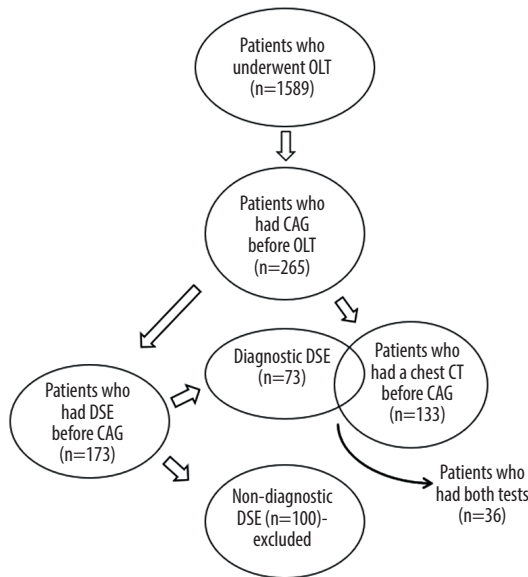 Patients who
underwent OLT
(n=1589)
Patients who
had CAG
before OLT
(n=265)
Diagnostic DSE
(n=73)
Patients who
had a chest CT
before CAG
(n=133)
Patients who
had DSE
before CAG
(n=173)
Non-diagnostic
DSE (n=100)-
excluded
Patients who
had both tests
(n=36)